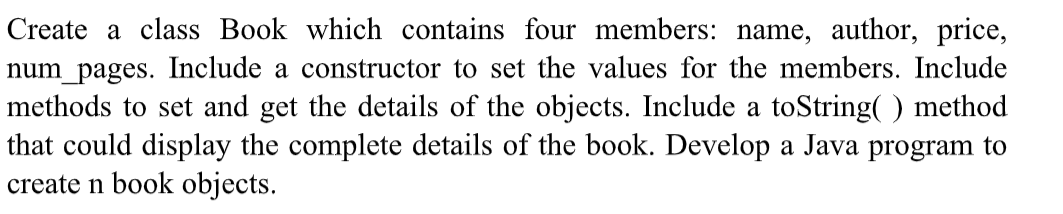 Create a class Book which contains four members: name, author, price,
num_pages. Include a constructor to set the values for the members. Include
methods to set and get the details of the objects. Include a toString( ) method
that could display the complete details of the book. Develop a Java program to
create n book objects.